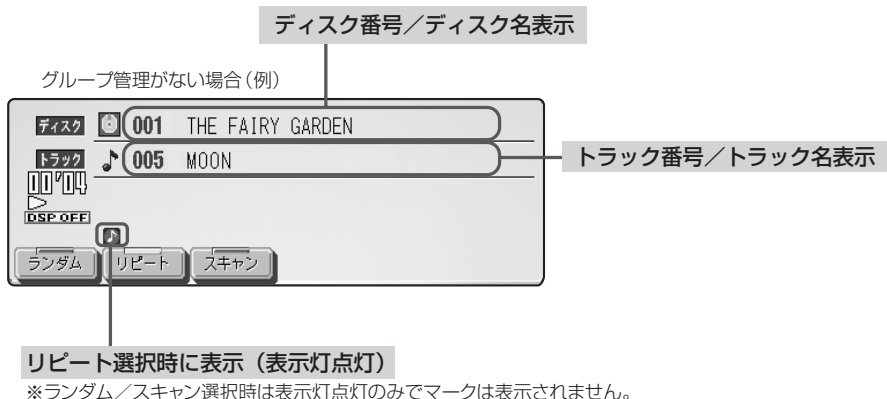 ディスク番号／ディスク名表示
グループ管理がない場合（例）
ディスク 001 THE FAIRY GARDEN
トラック 005 MOON
トラック番号／トラック名表示
00'04
DSP OFF
ランダム リピート スキャン
リピート選択時に表示（表示灯点灯）
※ランダム／スキャン選択時は表示灯点灯のみでマークは表示されません。